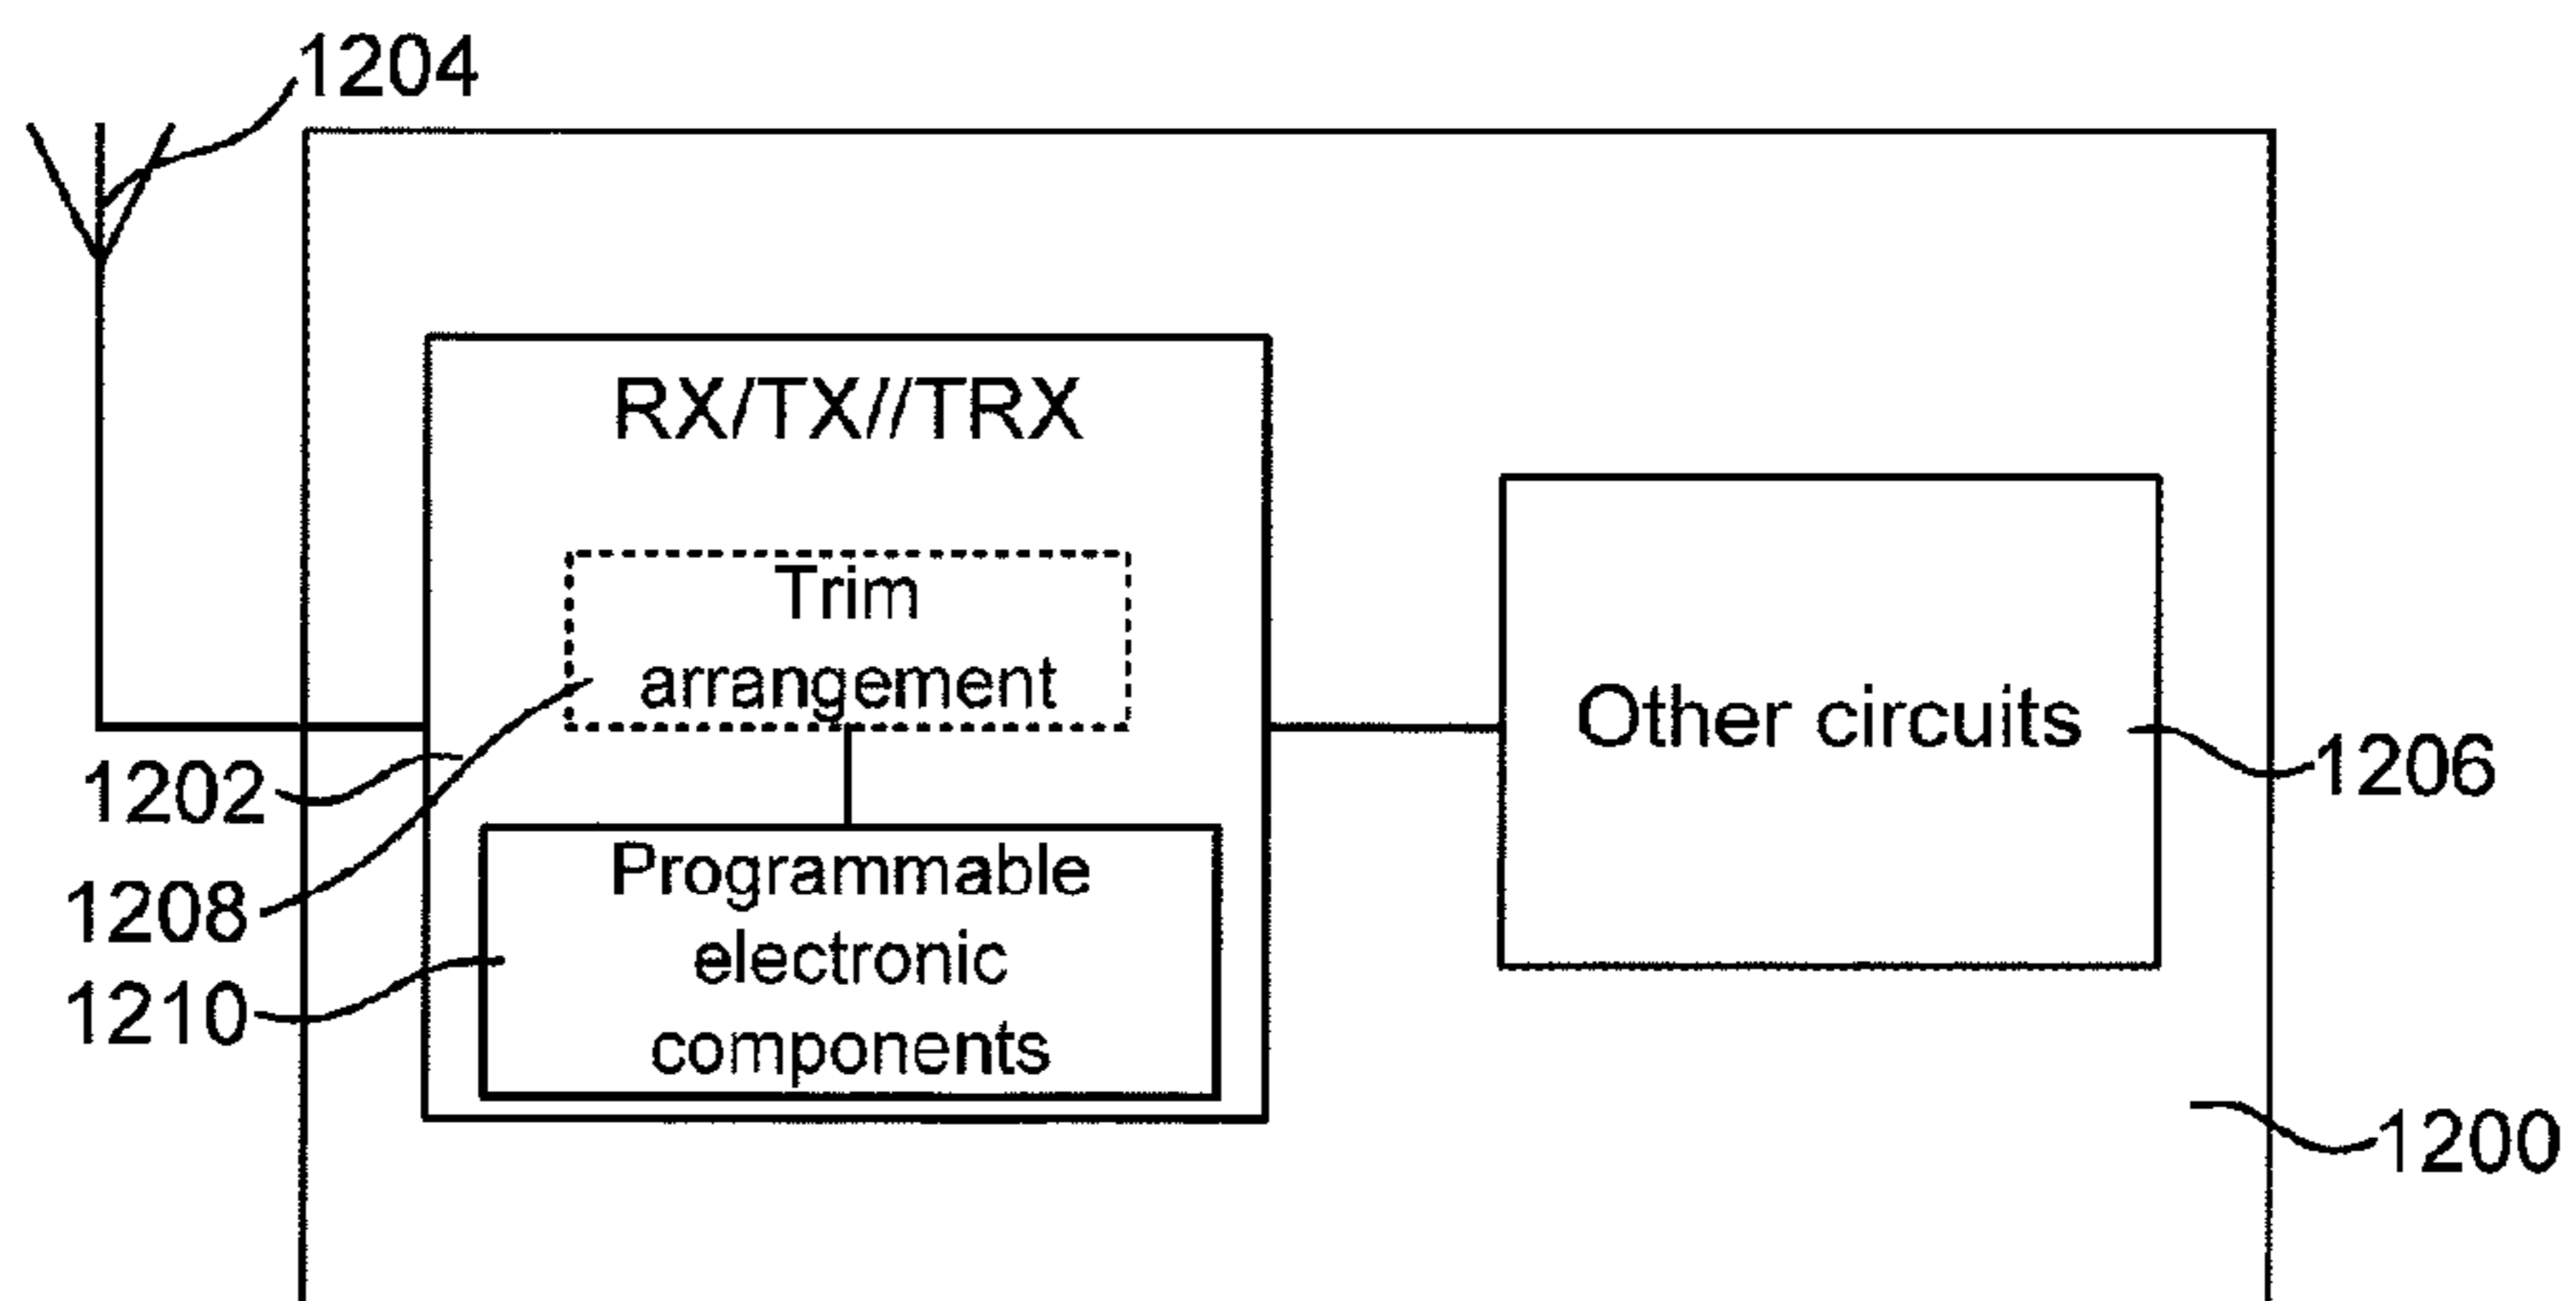 1204
RX/TX//TRX
Trim
arrangement
Other circuits
1202
1206
1208
Programmable
electronic
components
1210
1200